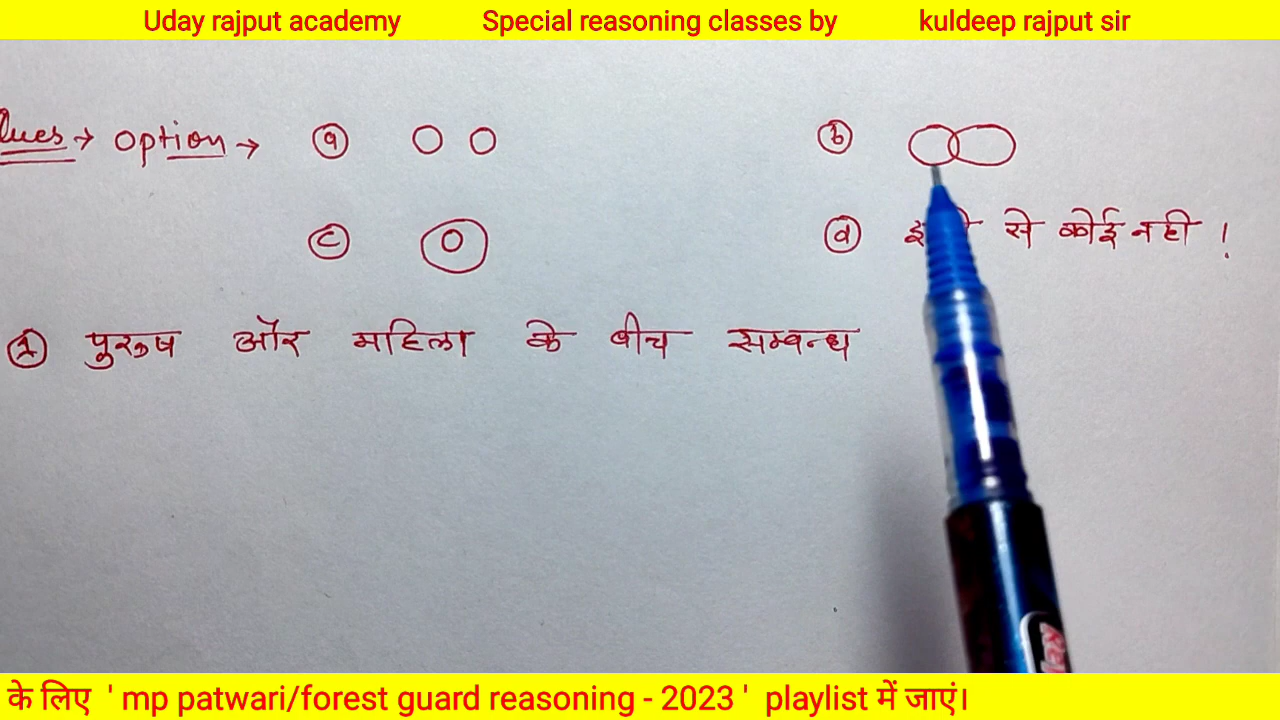 Uday rajput academy Special reasoning classes by kuldeep rajput sir
Ques → option → ⓐ ⓑ
ⓒ ⓓ से कोई नही !
① पुरुष और महिला के बीच सम्बन्ध
के लिए ' mp patwari/forest guard reasoning - 2023 ' playlist में जाएं।